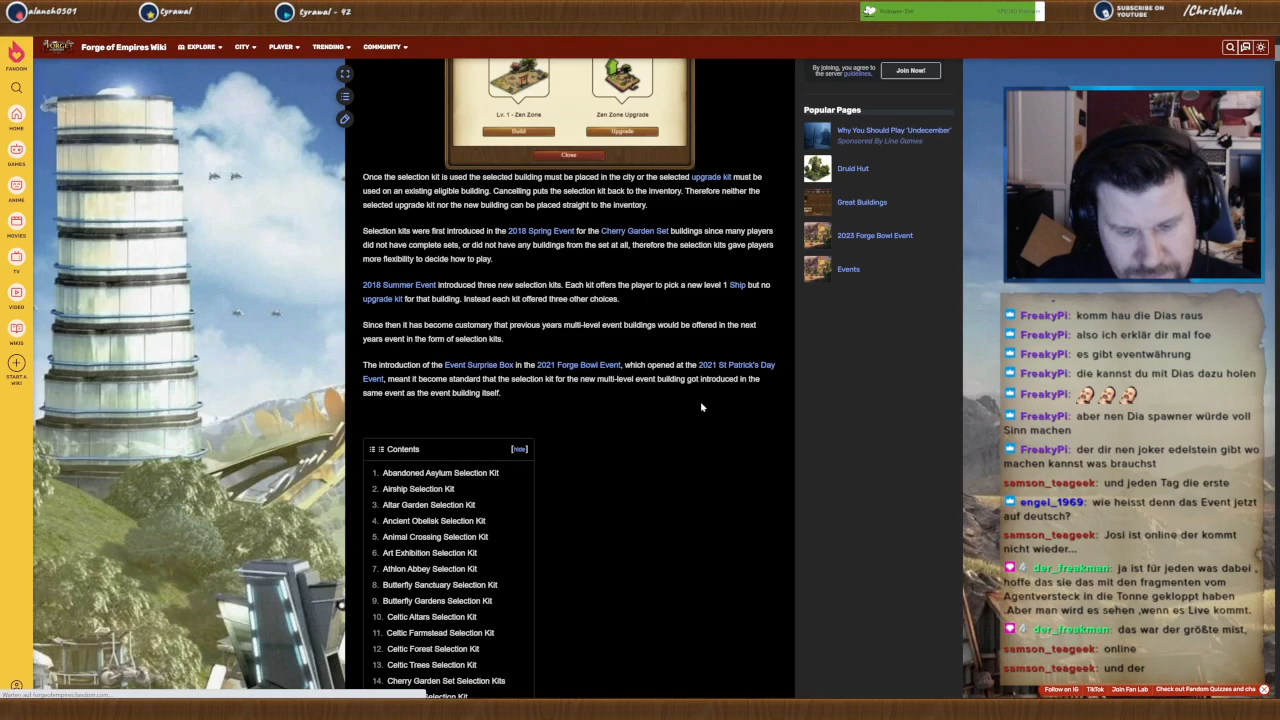 alanch0501
tyrawal
tyrawal - 42
SUBSCRIBE ON
YOUTUBE
/ChrisNain
FANDOM
HOME
GAMES
ANIME
MOVIES
TV
VIDEO
WIKIS
START A
WIKI
Forge of Empires Wiki
EXPLORE
CITY
PLAYER
TRENDING
COMMUNITY
Lv. 1 - Zen Zone
Zen Zone Upgrade
Build
Upgrade
Close
Once the selection kit is used the selected building must be placed in the city or the selected upgrade kit must be
used on an existing eligible building. Cancelling puts the selection kit back to the inventory. Therefore neither the
selected upgrade kit nor the new building can be placed straight to the inventory.
Selection kits were first introduced in the 2018 Spring Event for the Cherry Garden Set buildings since many players
did not have complete sets, or did not have any buildings from the set at all, therefore the selection kits gave players
more flexibility to decide how to play.
2018 Summer Event introduced three new selection kits. Each kit offers the player to pick a new level 1 Ship but no
upgrade kit for that building. Instead each kit offered three other choices.
Since then it has become customary that previous years multi-level event buildings would be offered in the next
years event in the form of selection kits.
The introduction of the Event Surprise Box in the 2021 Forge Bowl Event, which opened at the 2021 St Patrick's Day
Event, meant it become standard that the selection kit for the new multi-level event building got introduced in the
same event as the event building itself.
Contents [hide]
1. Abandoned Asylum Selection Kit
2. Airship Selection Kit
3. Altar Garden Selection Kit
4. Ancient Obelisk Selection Kit
5. Animal Crossing Selection Kit
6. Art Exhibition Selection Kit
7. Athlon Abbey Selection Kit
8. Butterfly Sanctuary Selection Kit
9. Butterfly Gardens Selection Kit
10. Celtic Altars Selection Kit
11. Celtic Farmstead Selection Kit
12. Celtic Forest Selection Kit
13. Celtic Trees Selection Kit
14. Cherry Garden Set Selection Kits
Selection Kit
Warten auf forgeofempires.fandom.com...
By joining, you agree to
the server guidelines.
Join Now!
Popular Pages
Why You Should Play 'Undecember'
Sponsored By Line Games
Druid Hut
Great Buildings
2023 Forge Bowl Event
Events
FreakyPi: komm hau die Dias raus
FreakyPi: also ich erklär dir mal foe
FreakyPi: es gibt eventwährung
FreakyPi: die kannst du mit Dias dazu holen
FreakyPi:
FreakyPi: aber nen Dia spawner würde voll
Sinn machen
FreakyPi: der dir nen joker edelstein gibt wo
machen kannst was brauchst
samson_teageek: und jeden Tag die erste
engel_1969: wie heisst denn das Event jetzt
auf deutsch?
samson_teageek: Josi ist online der kommt
nicht wieder...
der_freakman: ja ist für jeden was dabei ,
hoffe das sie das mit den fragmenten vom
Agentversteck in die Tonne gekloppt haben
.Aber man wird es sehen ,wenn es Live kommt.
der_freakman: das war der größte mist,
samson_teageek: online
samson_teageek: und der
Follow on IG
TikTok
Join Fan Lab
Check out Fandom Quizzes and cha